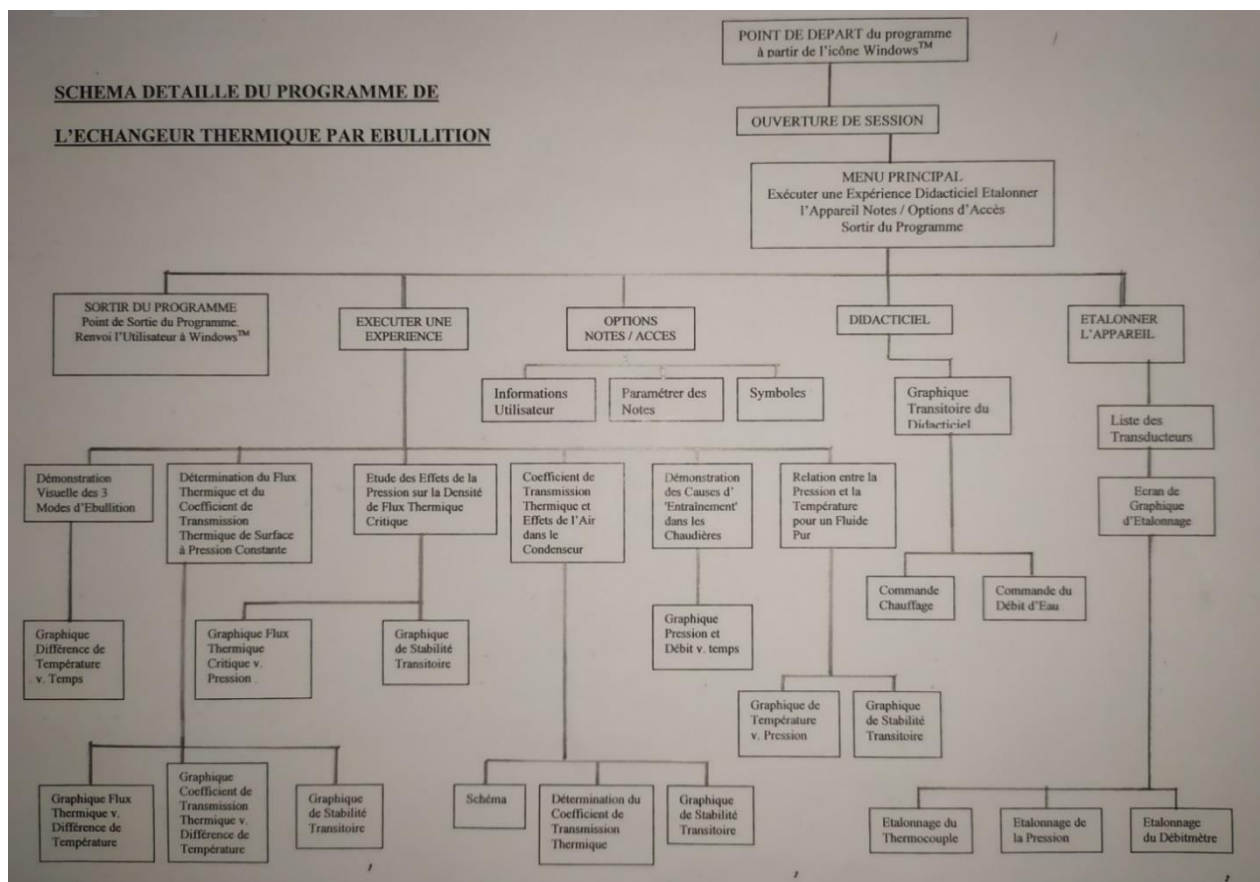 POINT DE DEPART du programme
à partir de l'icône Windows™
SCHEMA DETAILLE DU PROGRAMME DE
L'ECHANGEUR THERMIQUE PAR EBULLITION
OUVERTURE DE SESSION
MENU PRINCIPAL
Exécuter une Expérience Didacticiel Etalonner
l'Appareil Notes / Options d'Accès
Sortir du Programme
SORTIR DU PROGRAMME
Point de Sortie du Programme.
Renvoi l'Utilisateur à Windows™
EXECUTER UNE
EXPERIENCE
OPTIONS
NOTES / ACCES
DIDACTICIEL
ETALONNER
L'APPAREIL
Informations
Utilisateur
Paramétrer des
Notes
Symboles
Graphique
Transitoire du
Didacticiel
Liste des
Transducteurs
Démonstration
Visuelle des 3
Modes d'Ebullition
Détermination du Flux
Thermique et du
Coefficient de
Transmission
Thermique de Surface
à Pression Constante
Etude des Effets de la
Pression sur la Densité
de Flux Thermique
Critique
Coefficient de
Transmission
Thermique et
Effets de l'Air
dans le
Condenseur
Démonstration
des Causes d'
'Entraînement'
dans les
Chaudières
Relation entre la
Pression et la
Température
pour un Fluide
Pur
Ecran de
Graphique
d'Etalonnage
Commande
Chauffage
Commande du
Débit d'Eau
Graphique
Différence de
Température
v. Temps
Graphique Flux
Thermique
Critique v.
Pression
Graphique
de Stabilité
Transitoire
Graphique
Pression et
Débit v. temps
Graphique de
Température
v. Pression
Graphique
de Stabilité
Transitoire
Graphique Flux
Thermique v.
Différence de
Température
Graphique
Coefficient de
Transmission
Thermique v.
Différence de
Température
Graphique
de Stabilité
Transitoire
Schéma
Détermination du
Coefficient de
Transmission
Thermique
Graphique
de Stabilité
Transitoire
Etalonnage du
Thermocouple
Etalonnage de
la Pression
Etalonnage
du Débitmètre